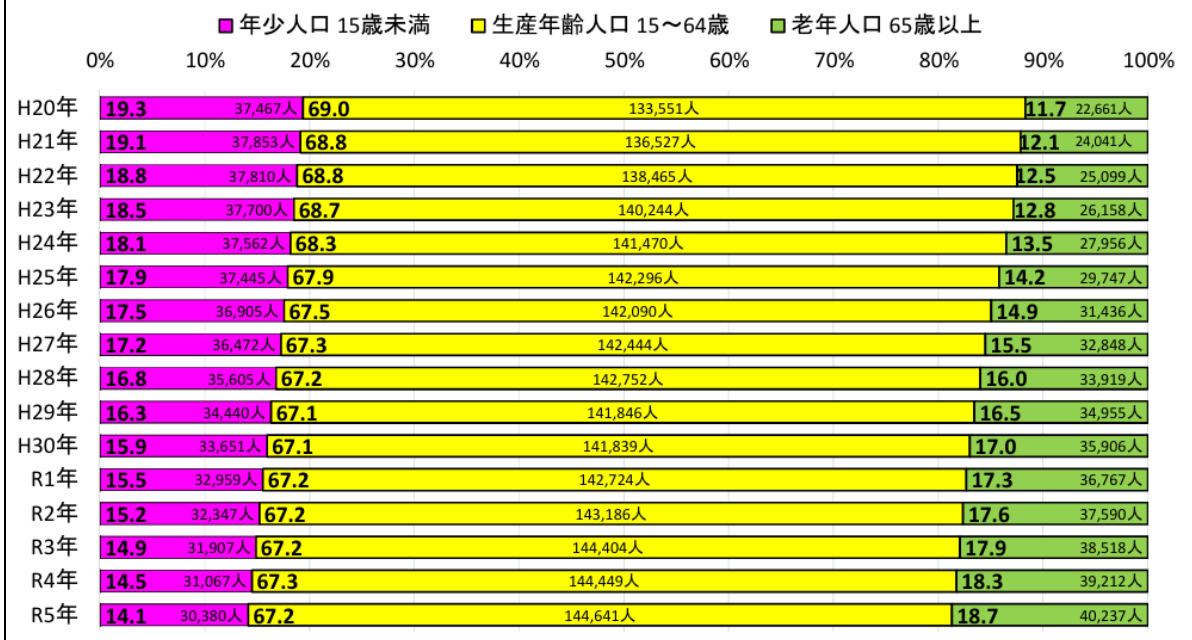 年少人口 15歳未満 生産年齢人口 15～64歳 老年人口 65歳以上
0% 10% 20% 30% 40% 50% 60% 70% 80% 90% 100%
H20年 19.3 37,467人 69.0 133,551人 11.7 22,661人
H21年 19.1 37,853人 68.8 136,527人 12.1 24,041人
H22年 18.8 37,810人 68.8 138,465人 12.5 25,099人
H23年 18.5 37,700人 68.7 140,244人 12.8 26,158人
H24年 18.1 37,562人 68.3 141,470人 13.5 27,956人
H25年 17.9 37,445人 67.9 142,296人 14.2 29,747人
H26年 17.5 36,905人 67.5 142,090人 14.9 31,436人
H27年 17.2 36,472人 67.3 142,444人 15.5 32,848人
H28年 16.8 35,605人 67.2 142,752人 16.0 33,919人
H29年 16.3 34,440人 67.1 141,846人 16.5 34,955人
H30年 15.9 33,651人 67.1 141,839人 17.0 35,906人
R1年 15.5 32,959人 67.2 142,724人 17.3 36,767人
R2年 15.2 32,347人 67.2 143,186人 17.6 37,590人
R3年 14.9 31,907人 67.2 144,404人 17.9 38,518人
R4年 14.5 31,067人 67.3 144,449人 18.3 39,212人
R5年 14.1 30,380人 67.2 144,641人 18.7 40,237人